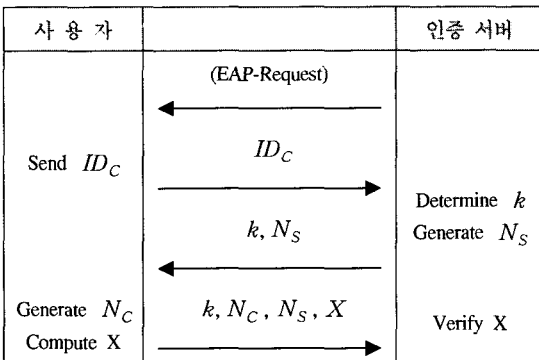 사 용 자
인증 서버
(EAP-Request)
Send ID_C
ID_C
Determine k
Generate N_S
k, N_S
Generate N_C
Compute X
k, N_C, N_S, X
Verify X